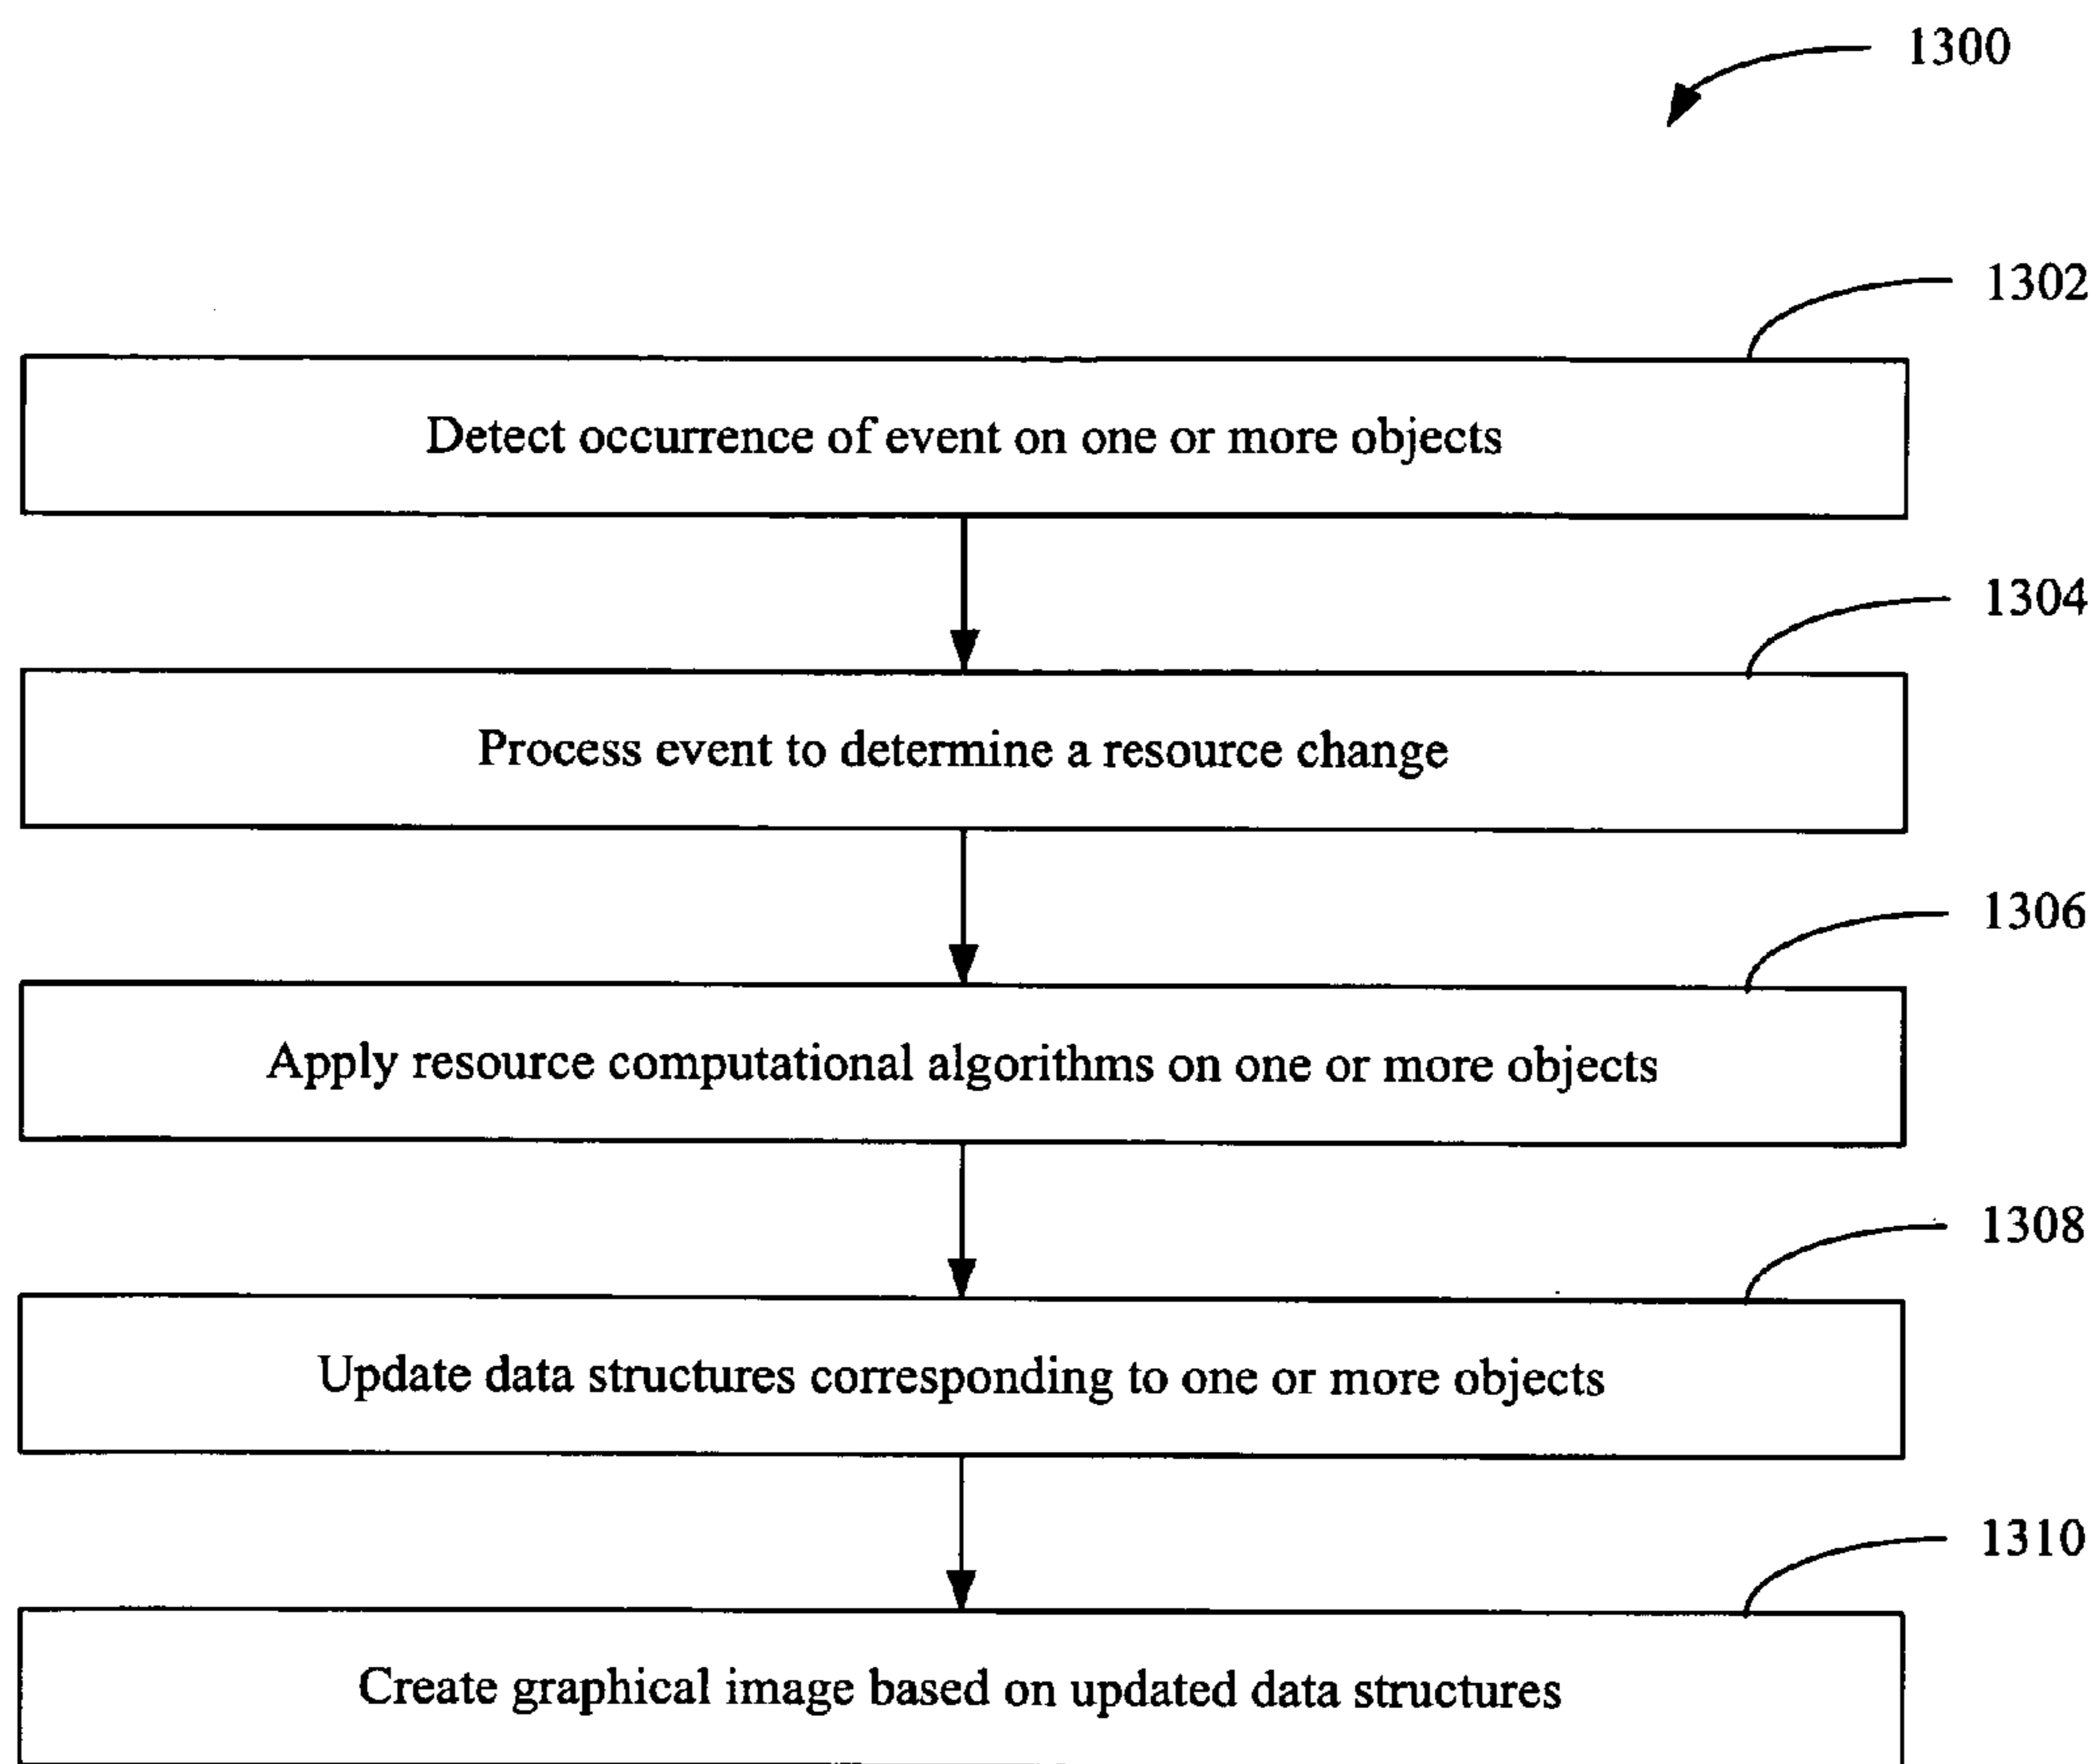 1300
1302
Detect occurrence of event on one or more objects
1304
Process event to determine a resource change
1306
Apply resource computational algorithms on one or more objects
1308
Update data structures corresponding to one or more objects
1310
Create graphical image based on updated data structures